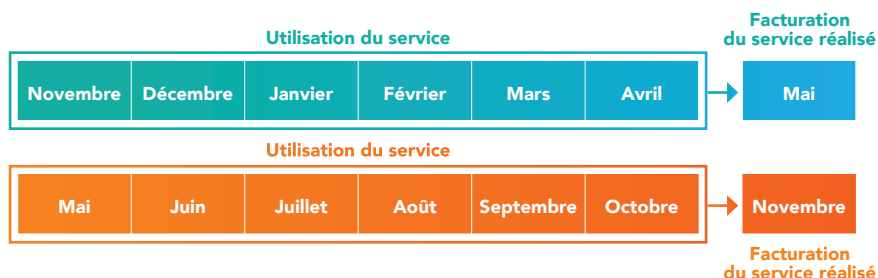 Facturation
du service réalisé
Utilisation du service
Novembre Décembre Janvier Février Mars Avril Mai
Utilisation du service
Mai Juin Juillet Août Septembre Octobre Novembre
Facturation
du service réalisé